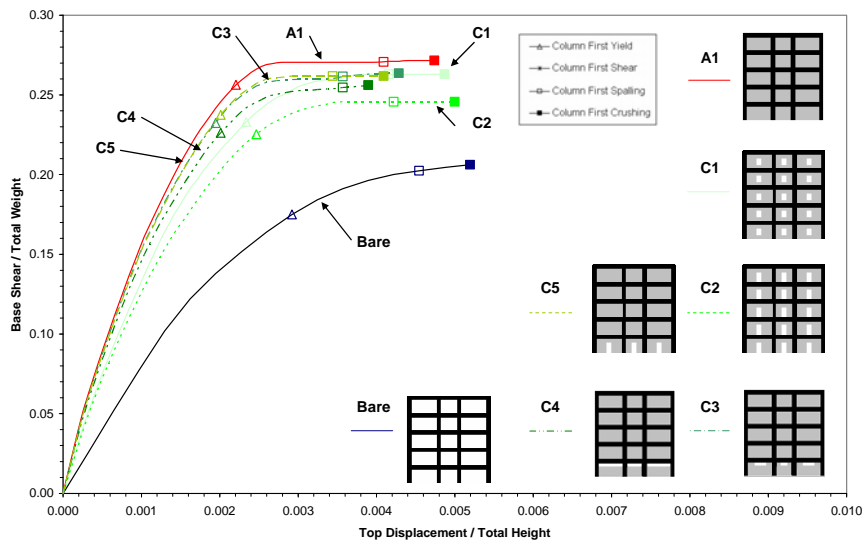 0.30
0.25
0.20
0.15
0.10
0.05
0.00
Base Shear / Total Weight
0.000 0.001 0.002 0.003 0.004 0.005 0.006 0.007 0.008 0.009 0.010
Top Displacement / Total Height
C3
A1
C1
C4
C5
C2
Bare
Column First Yield
Column First Shear
Column First Spalling
Column First Crushing
A1
C1
C5
C2
Bare
C4
C3